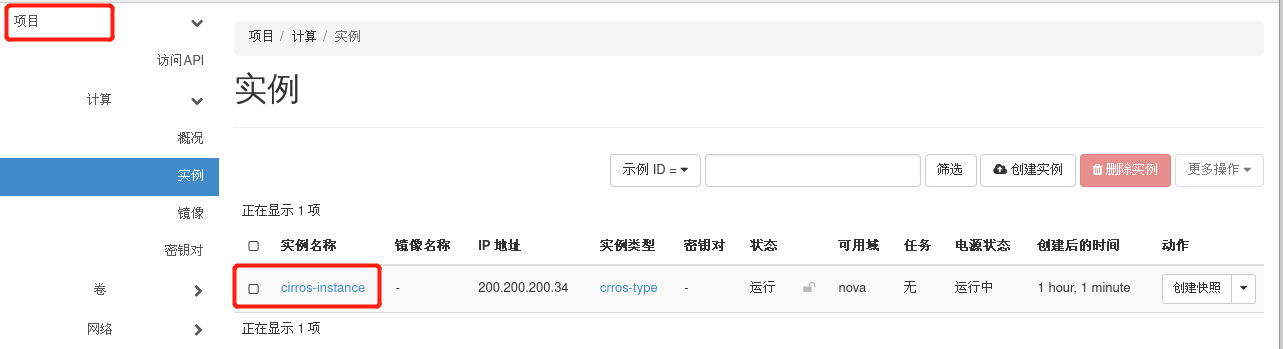 项目
访问API
计算
概况
实例
镜像
密钥对
卷
网络
项目 / 计算 / 实例
实例
示例 ID = 筛选 创建实例 删除实例 更多操作
正在显示 1 项
实例名称 镜像名称 IP 地址 实例类型 密钥对 状态 可用域 任务 电源状态 创建后的时间 动作
cirros-instance - 200.200.200.34 crros-type - 运行 nova 无 运行中 1 hour, 1 minute 创建快照
正在显示 1 项